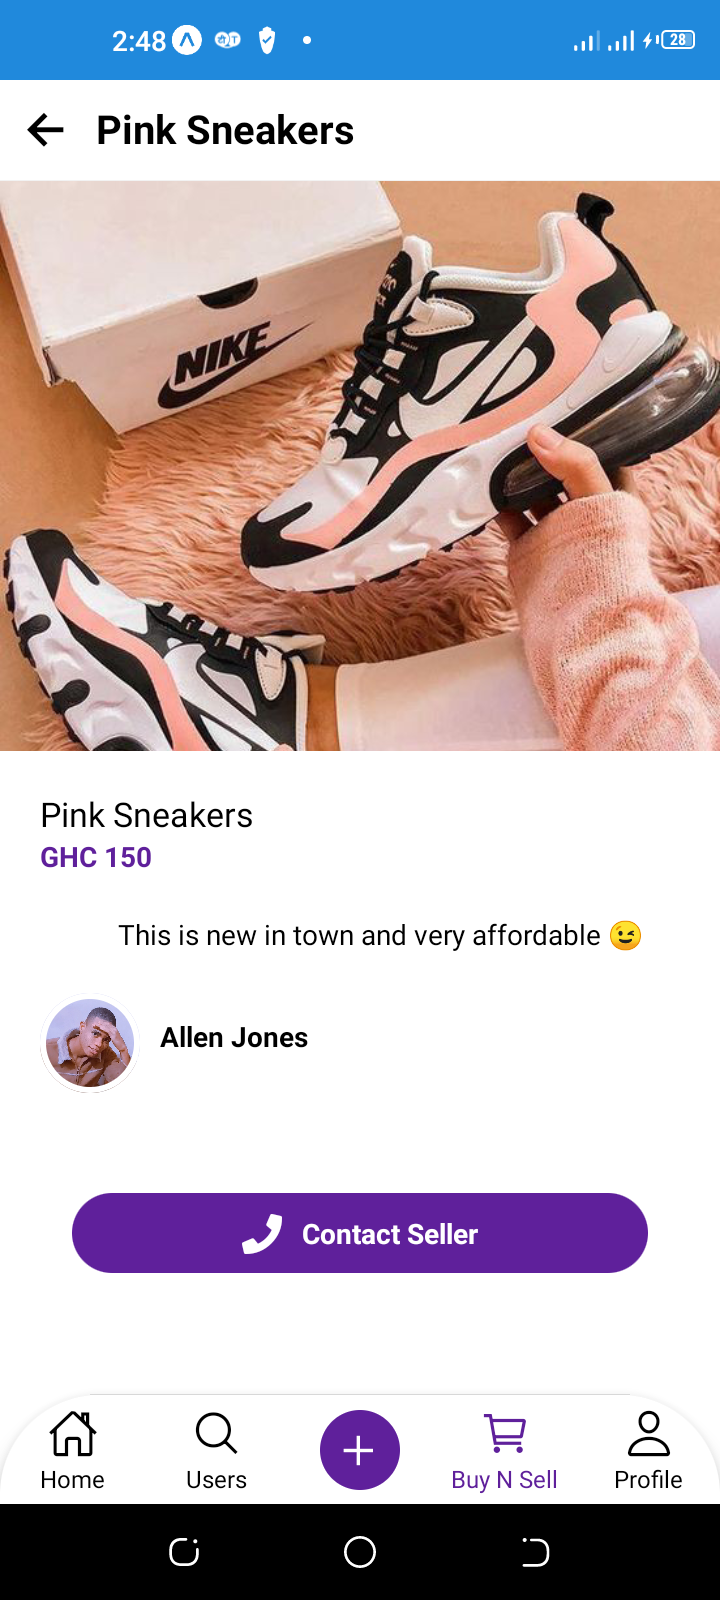 2:48
28
Pink Sneakers
NIKE
Pink Sneakers
GHC 150
This is new in town and very affordable 😉
Allen Jones
Contact Seller
Home
Users
Buy N Sell
Profile